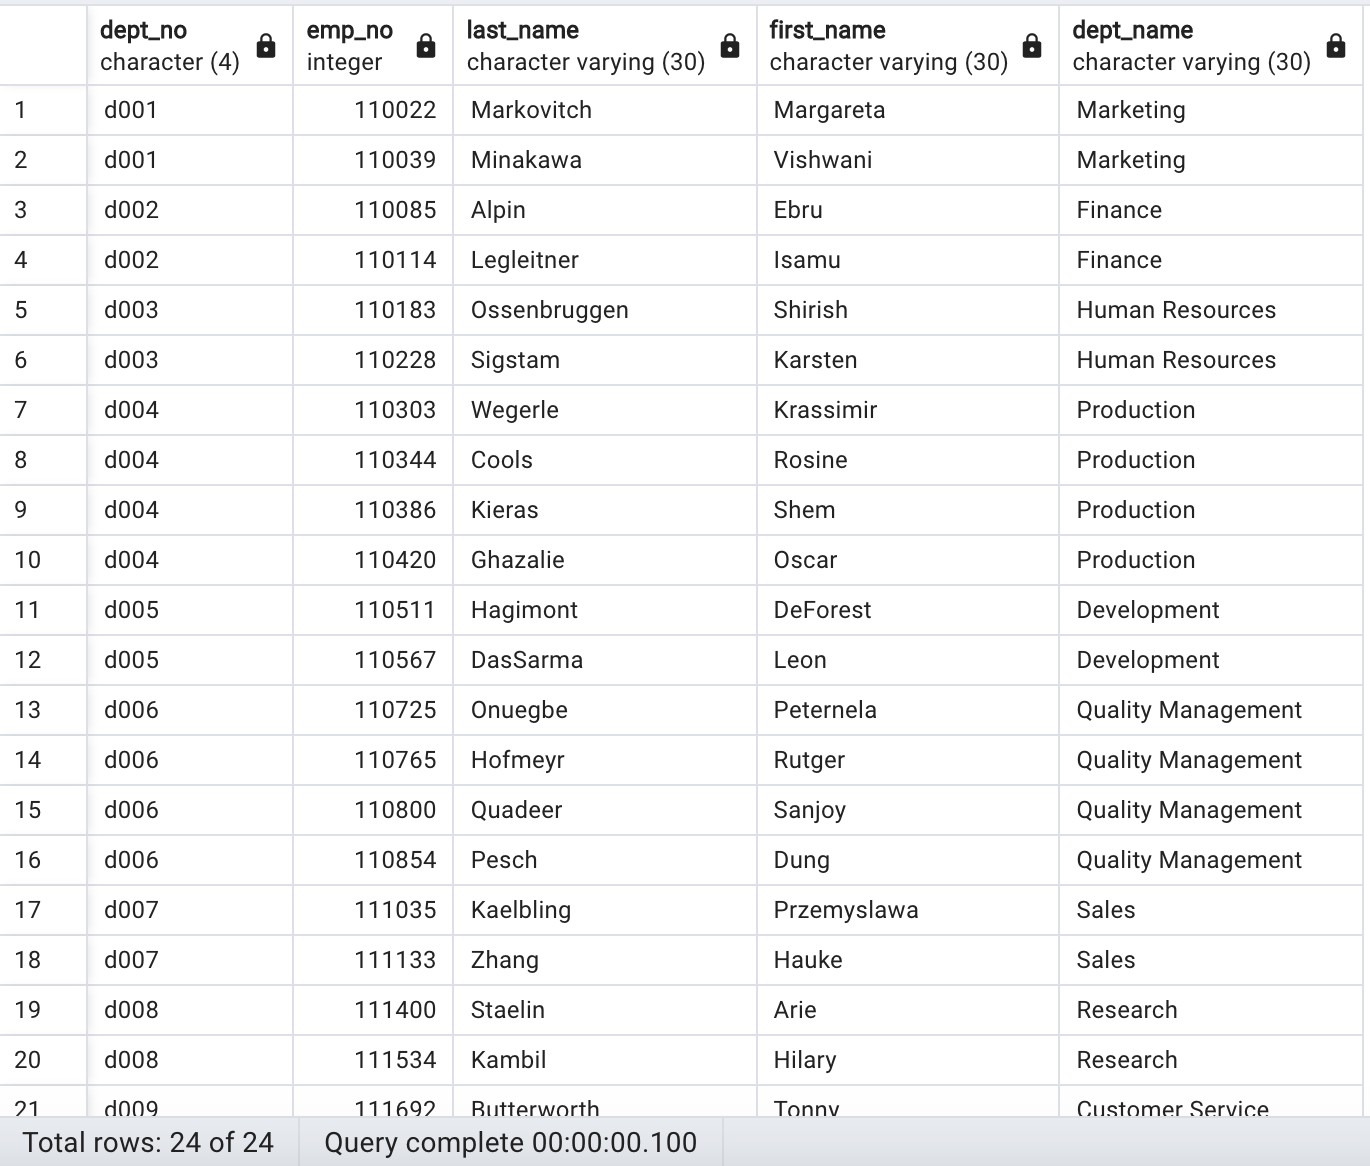 dept_no emp_no last_name first_name dept_name
character (4) integer character varying (30) character varying (30) character varying (30)
1 d001 110022 Markovitch Margareta Marketing
2 d001 110039 Minakawa Vishwani Marketing
3 d002 110085 Alpin Ebru Finance
4 d002 110114 Legleitner Isamu Finance
5 d003 110183 Ossenbruggen Shirish Human Resources
6 d003 110228 Sigstam Karsten Human Resources
7 d004 110303 Wegerle Krassimir Production
8 d004 110344 Cools Rosine Production
9 d004 110386 Kieras Shem Production
10 d004 110420 Ghazalie Oscar Production
11 d005 110511 Hagimont DeForest Development
12 d005 110567 DasSarma Leon Development
13 d006 110725 Onuegbe Peternela Quality Management
14 d006 110765 Hofmeyr Rutger Quality Management
15 d006 110800 Quadeer Sanjoy Quality Management
16 d006 110854 Pesch Dung Quality Management
17 d007 111035 Kaelbling Przemyslawa Sales
18 d007 111133 Zhang Hauke Sales
19 d008 111400 Staelin Arie Research
20 d008 111534 Kambil Hilary Research
21 d009 111692 Butterworth Tonny Customer Service
Total rows: 24 of 24 Query complete 00:00:00.100